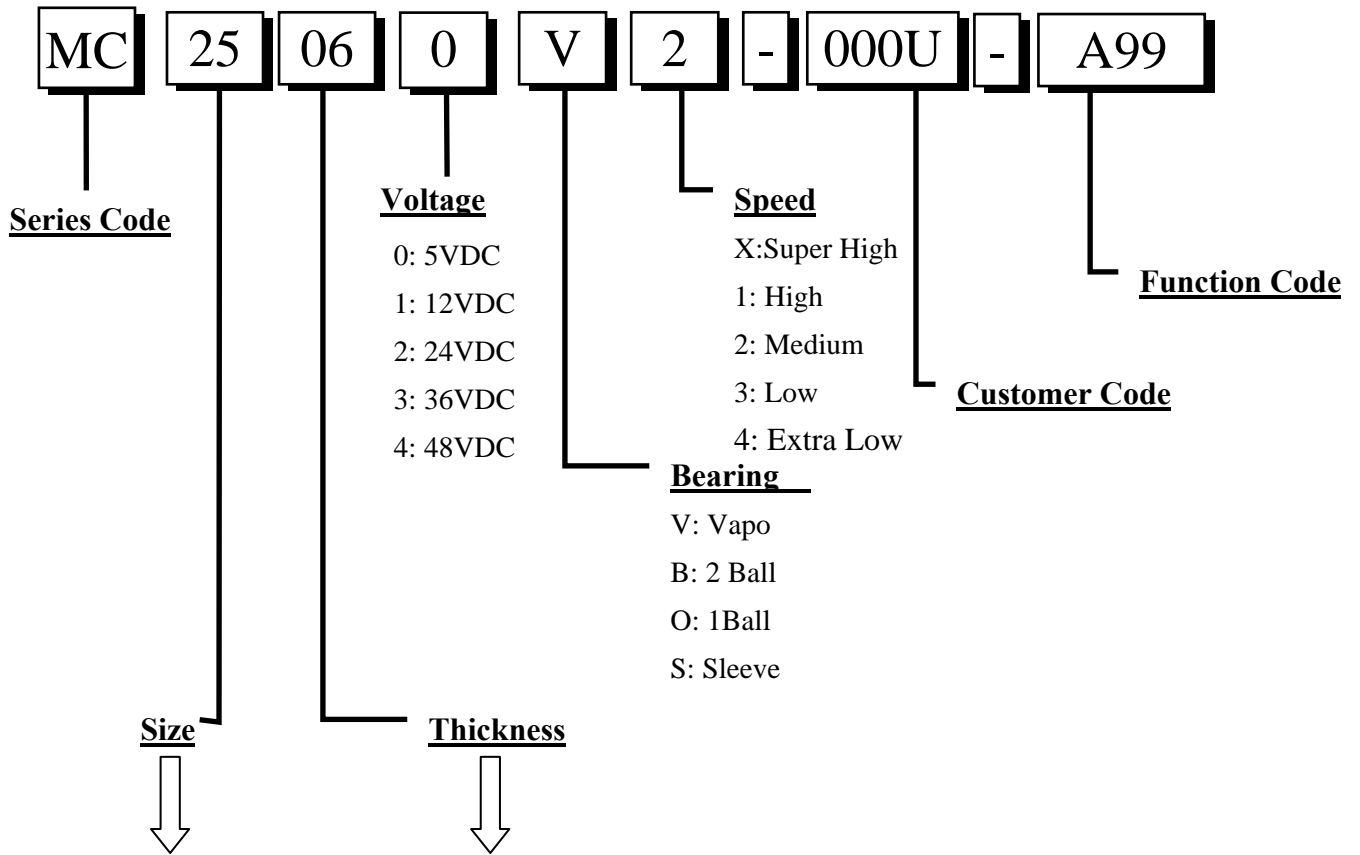 MC 25 06 0 V 2 - 000U - A99
Series Code
Voltage
0: 5VDC
1: 12VDC
2: 24VDC
3: 36VDC
4: 48VDC
Speed
X:Super High
1: High
2: Medium
3: Low
4: Extra Low
Function Code
Customer Code
Bearing
V: Vapo
B: 2 Ball
O: 1Ball
S: Sleeve
Size
Thickness